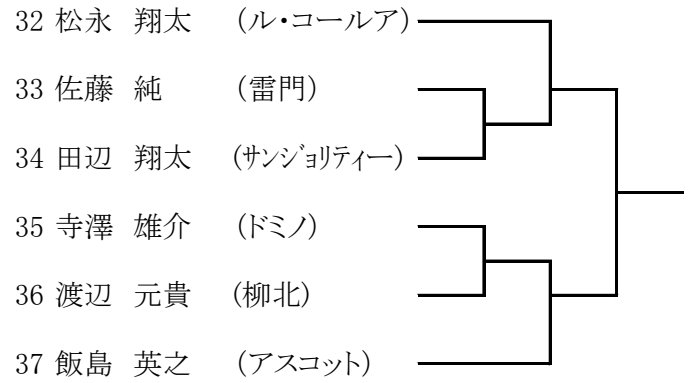 32 松永 翔太 (ル・コールア)
33 佐藤 純 (雷門)
34 田辺 翔太 (サンジョリティー)
35 寺澤 雄介 (ドミノ)
36 渡辺 元貴 (柳北)
37 飯島 英之 (アスコット)